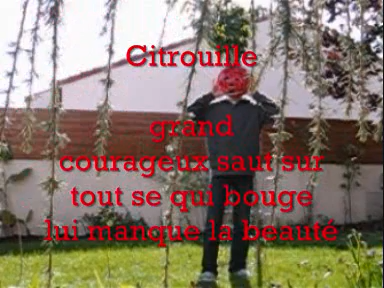 Citrouille
grand
courageux saut sur
tout se qui bouge
lui manque la beauté